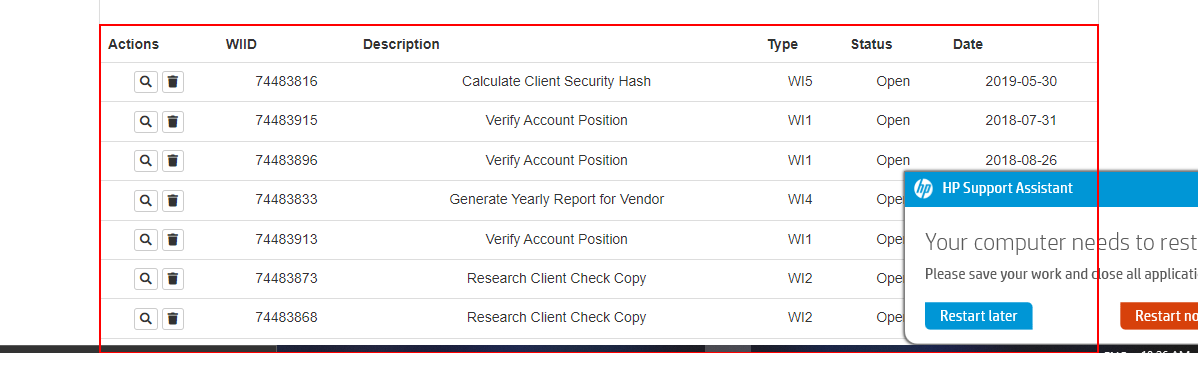 Actions WIID Description Type Status Date
74483816 Calculate Client Security Hash WI5 Open 2019-05-30
74483915 Verify Account Position WI1 Open 2018-07-31
74483896 Verify Account Position WI1 Open 2018-08-26
74483833 Generate Yearly Report for Vendor WI4 Open
74483913 Verify Account Position WI1 Ope
74483873 Research Client Check Copy WI2 Ope
74483868 Research Client Check Copy WI2 Ope
hp HP Support Assistant
Your computer needs to rest
Please save your work and close all applicati
Restart later Restart no